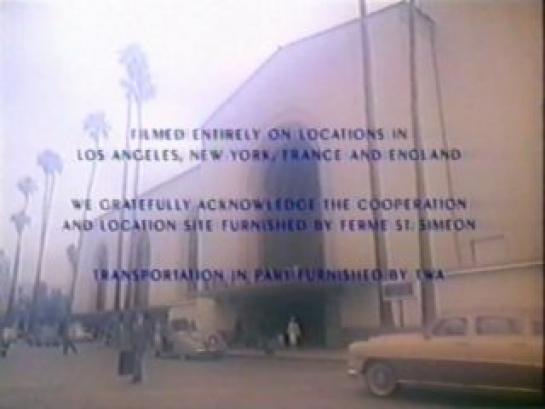 FILMED ENTIRELY ON LOCATIONS IN
LOS ANGELES, NEW YORK, FRANCE AND ENGLAND
WE GRATEFULLY ACKNOWLEDGE THE COOPERATION
AND LOCATION SITE FURNISHED BY FERME ST. SIMEON
TRANSPORTATION IN PART FURNISHED BY TWA